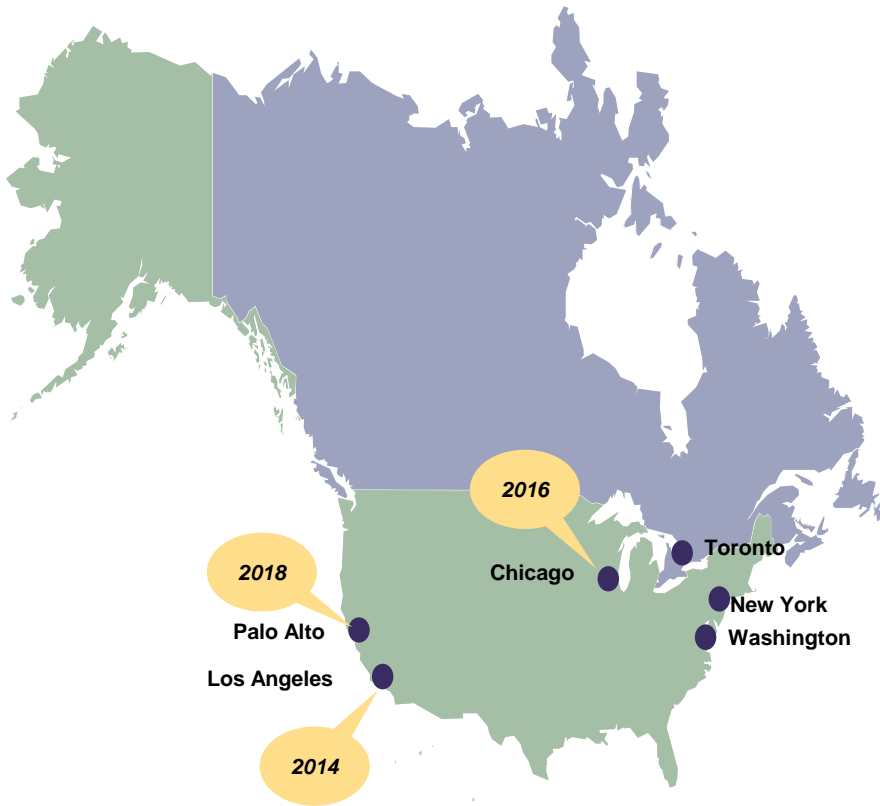 2016
Toronto
Chicago
2018
New York
Palo Alto
Washington
Los Angeles
2014